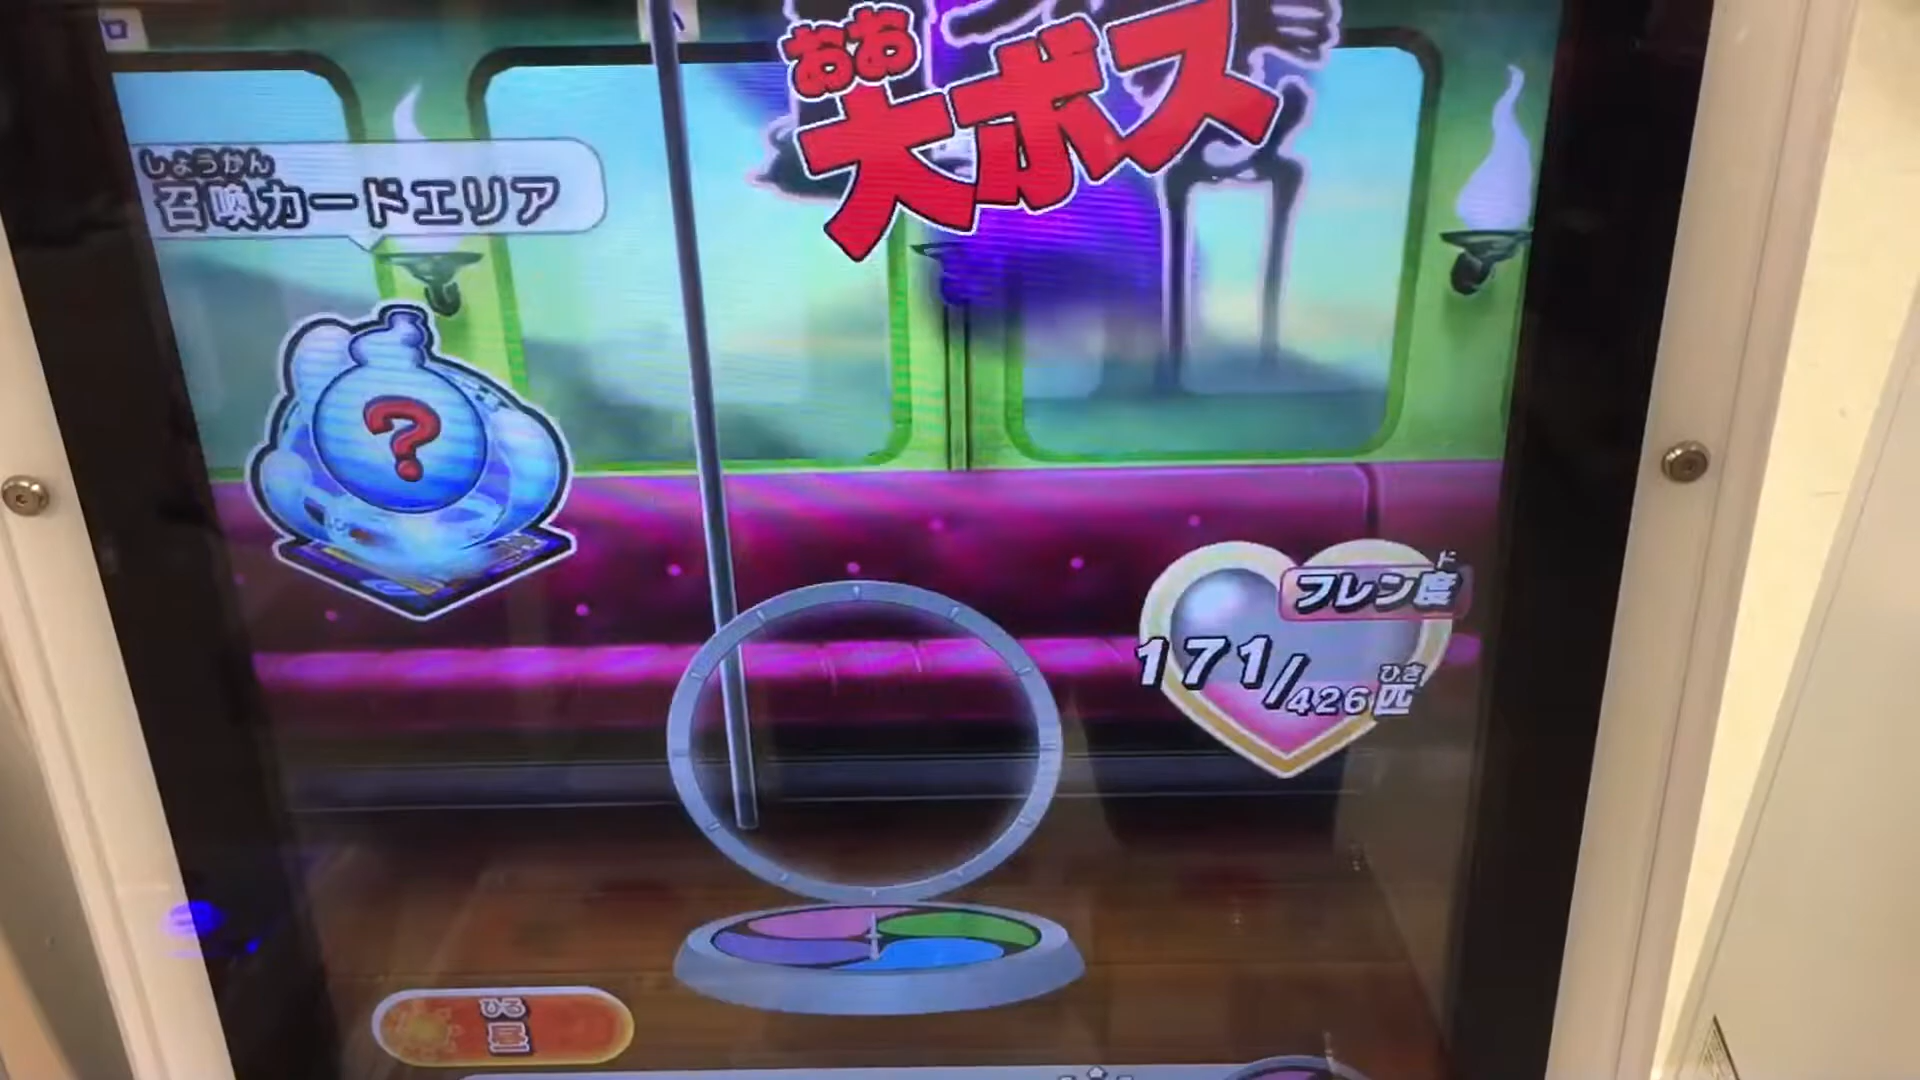 おお
大ボス
しょうかん
召喚カードエリア
?
ド
フレン度
171/426匹
ひき
ひる
昼